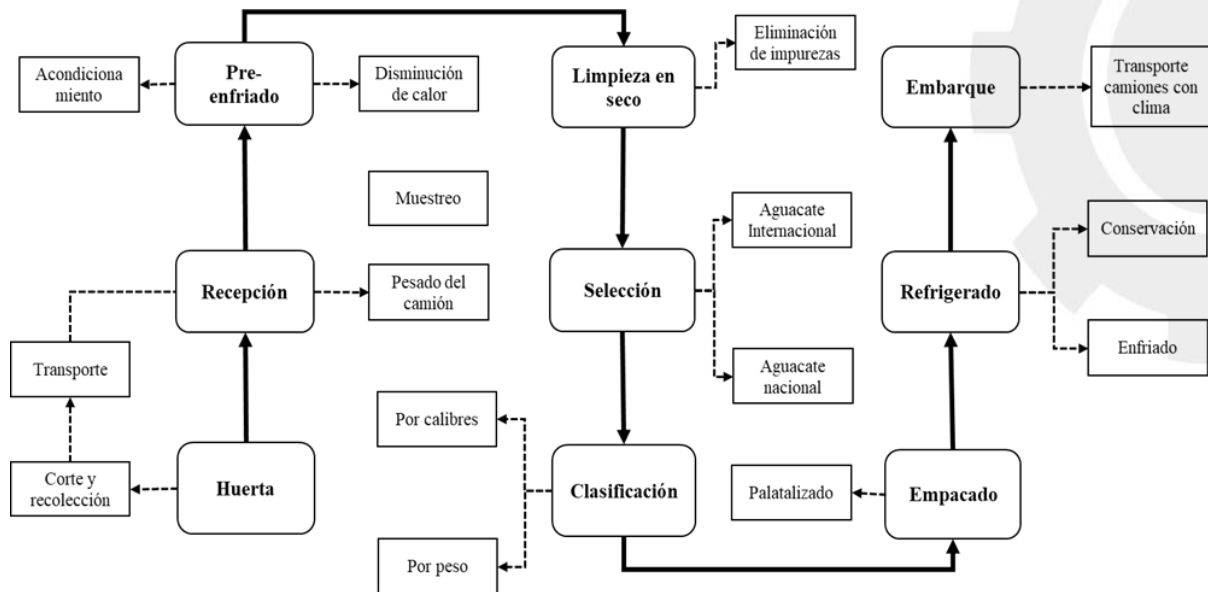 Acondiciona
miento
Pre-
enfriado
Disminución
de calor
Limpieza en
seco
Eliminación
de impurezas
Embarque
Transporte
camiones con
clima
Muestreo
Aguacate
Internacional
Conservación
Recepción
Pesado del
camión
Selección
Refrigerado
Transporte
Aguacate
nacional
Enfriado
Por calibres
Corte y
recolección
Huerta
Clasificación
Palatalizado
Empacado
Por peso